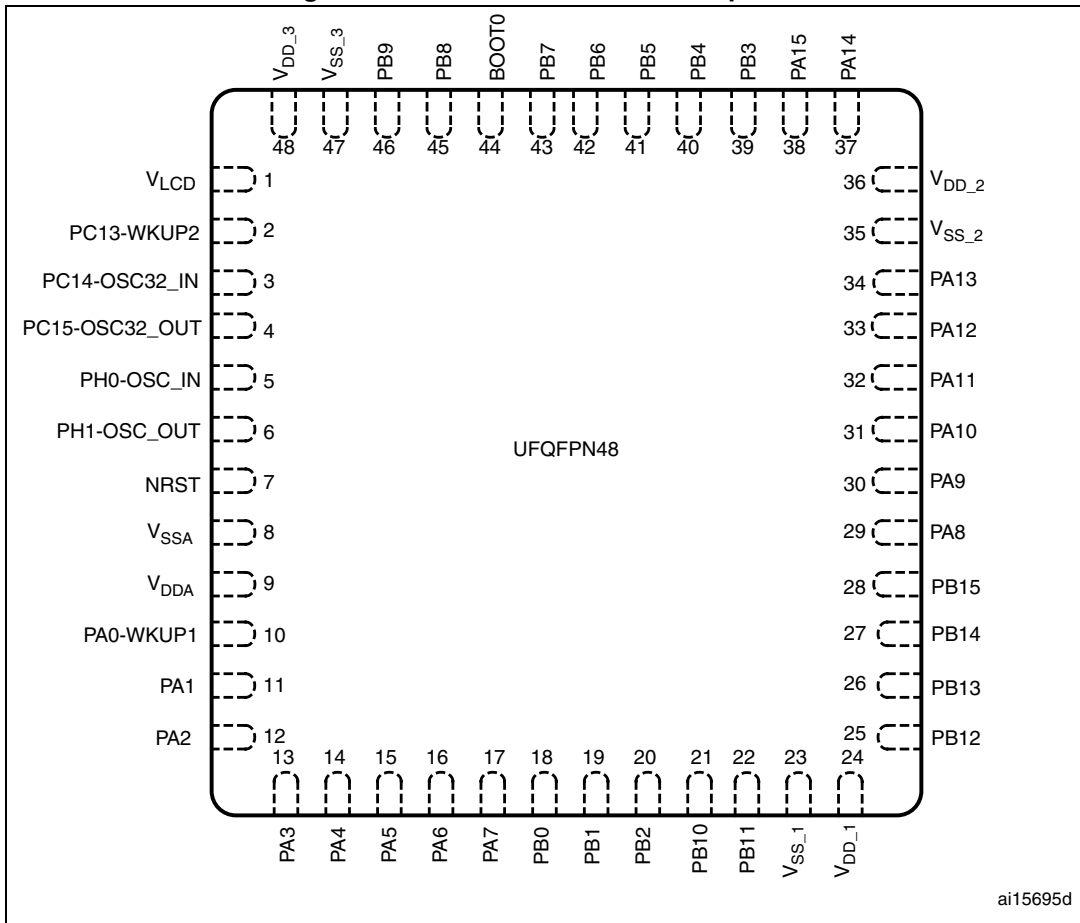 V_DD_3
V_SS_3
PB9
PB8
BOOT0
PB7
PB6
PB5
PB4
PB3
PA15
PA14
48 47 46 45 44 43 42 41 40 39 38 37
V_LCD 1
PC13-WKUP2 2
PC14-OSC32_IN 3
PC15-OSC32_OUT 4
PH0-OSC_IN 5
PH1-OSC_OUT 6
NRST 7
V_SSA 8
V_DDA 9
PA0-WKUP1 10
PA1 11
PA2 12
UFQFPN48
36 V_DD_2
35 V_SS_2
34 PA13
33 PA12
32 PA11
31 PA10
30 PA9
29 PA8
28 PB15
27 PB14
26 PB13
25 PB12
13 14 15 16 17 18 19 20 21 22 23 24
PA3
PA4
PA5
PA6
PA7
PB0
PB1
PB2
PB10
PB11
V_SS_1
V_DD_1
ai15695d